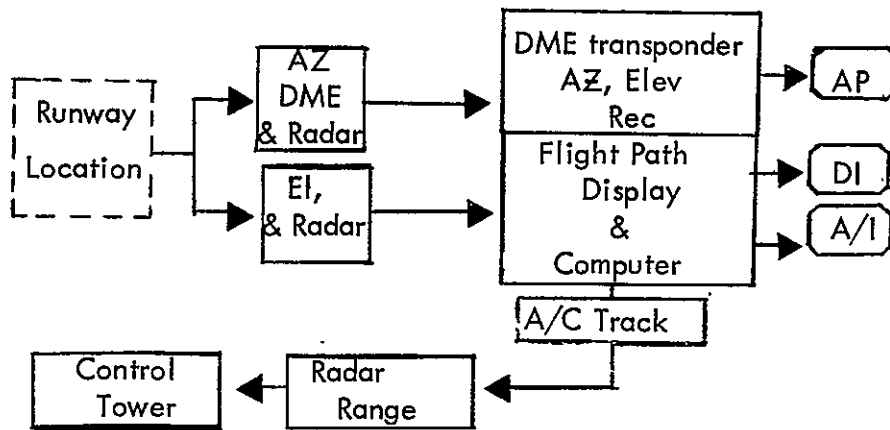 Runway
Location
AZ
DME
& Radar
El,
& Radar
DME transponder
AZ, Elev
Rec
Flight Path
Display
&
Computer
AP
DI
A/I
A/C Track
Radar
Range
Control
Tower